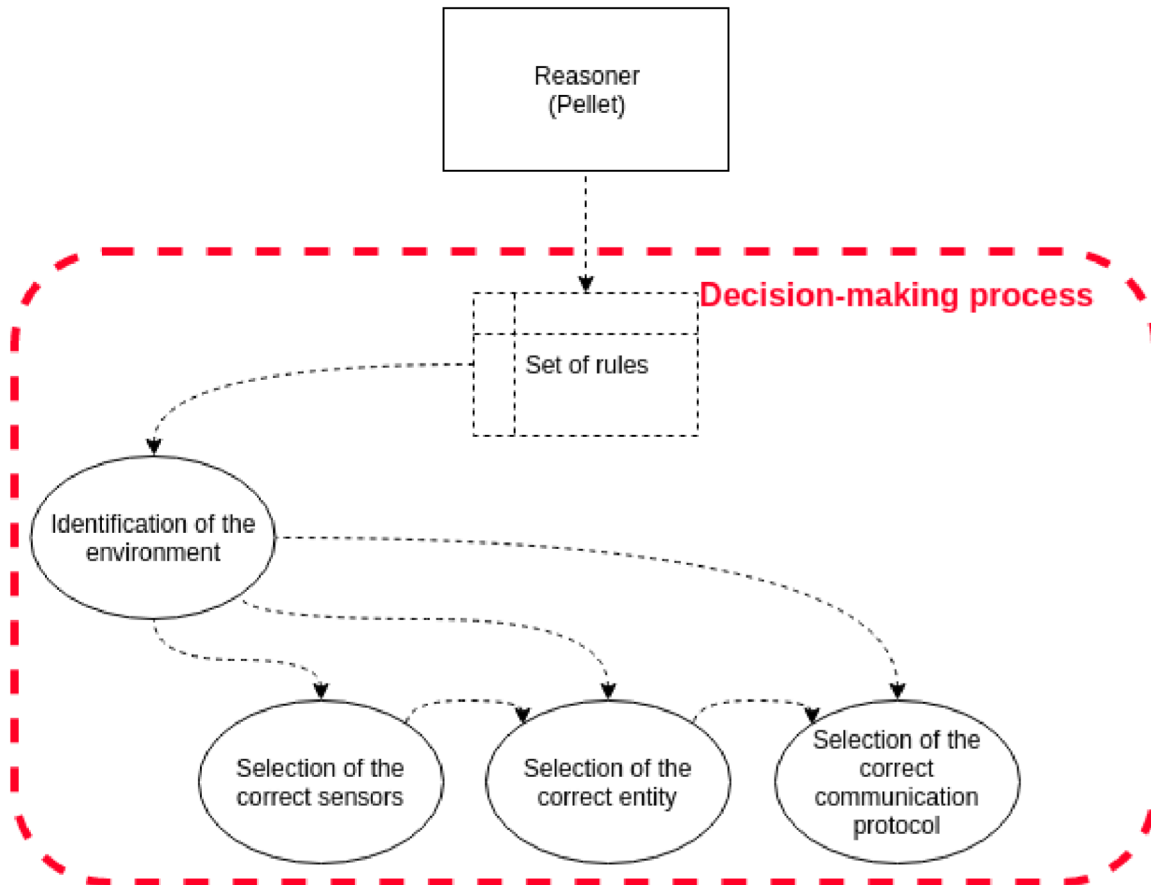 Reasoner
(Pellet)
Decision-making process
Set of rules
Identification of the
environment
Selection of the
correct sensors
Selection of the
correct entity
Selection of the
correct
communication
protocol